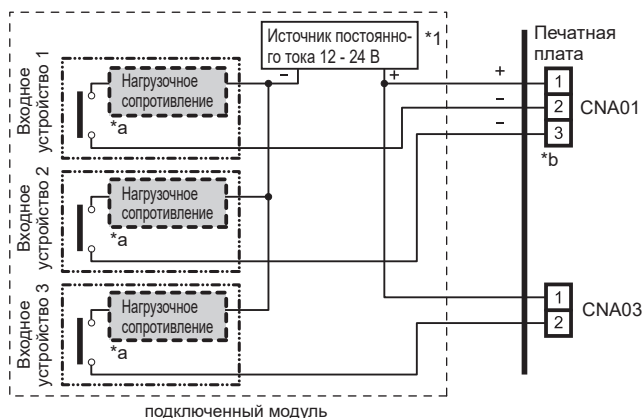 Источник постоянно-
го тока 12 - 24 В
*1
Печатная
плата
Входное
устройство 1
Нагрузочное
сопротивление
*a
–
+
+
–
–
1
2
3
CNA01
*b
Входное
устройство 2
Нагрузочное
сопротивление
*a
Входное
устройство 3
Нагрузочное
сопротивление
*a
1
2
CNA03
подключенный модуль